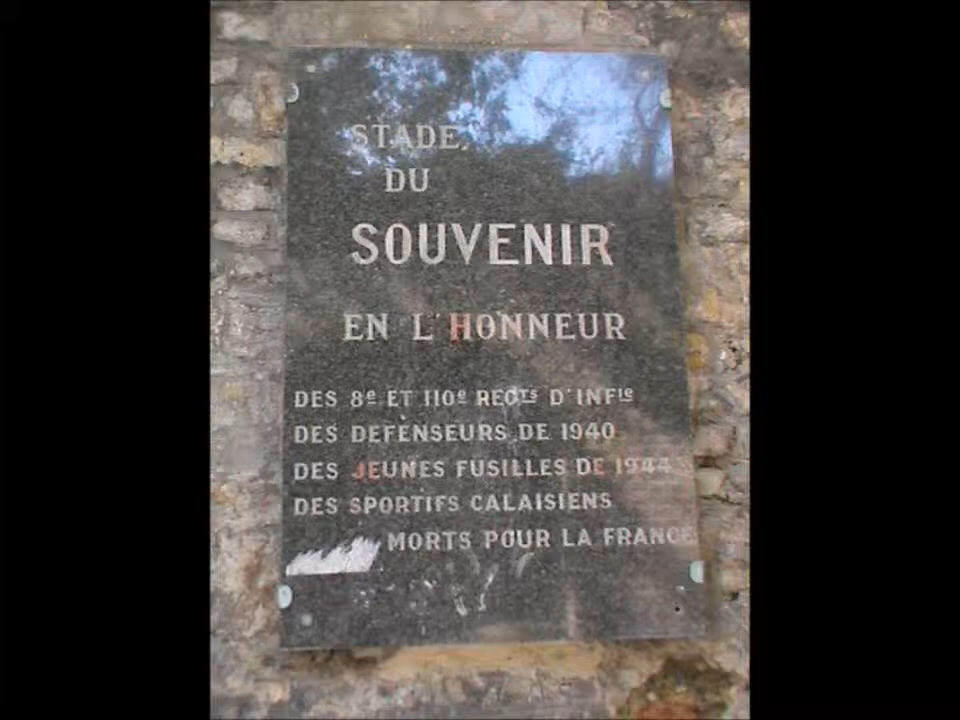 STADE
DU
SOUVENIR
EN L'HONNEUR
DES 8e ET 110e REGTS D'INFie
DES DEFENSEURS DE 1940
DES JEUNES FUSILLES DE 1944
DES SPORTIFS CALAISIENS
MORTS POUR LA FRANCE